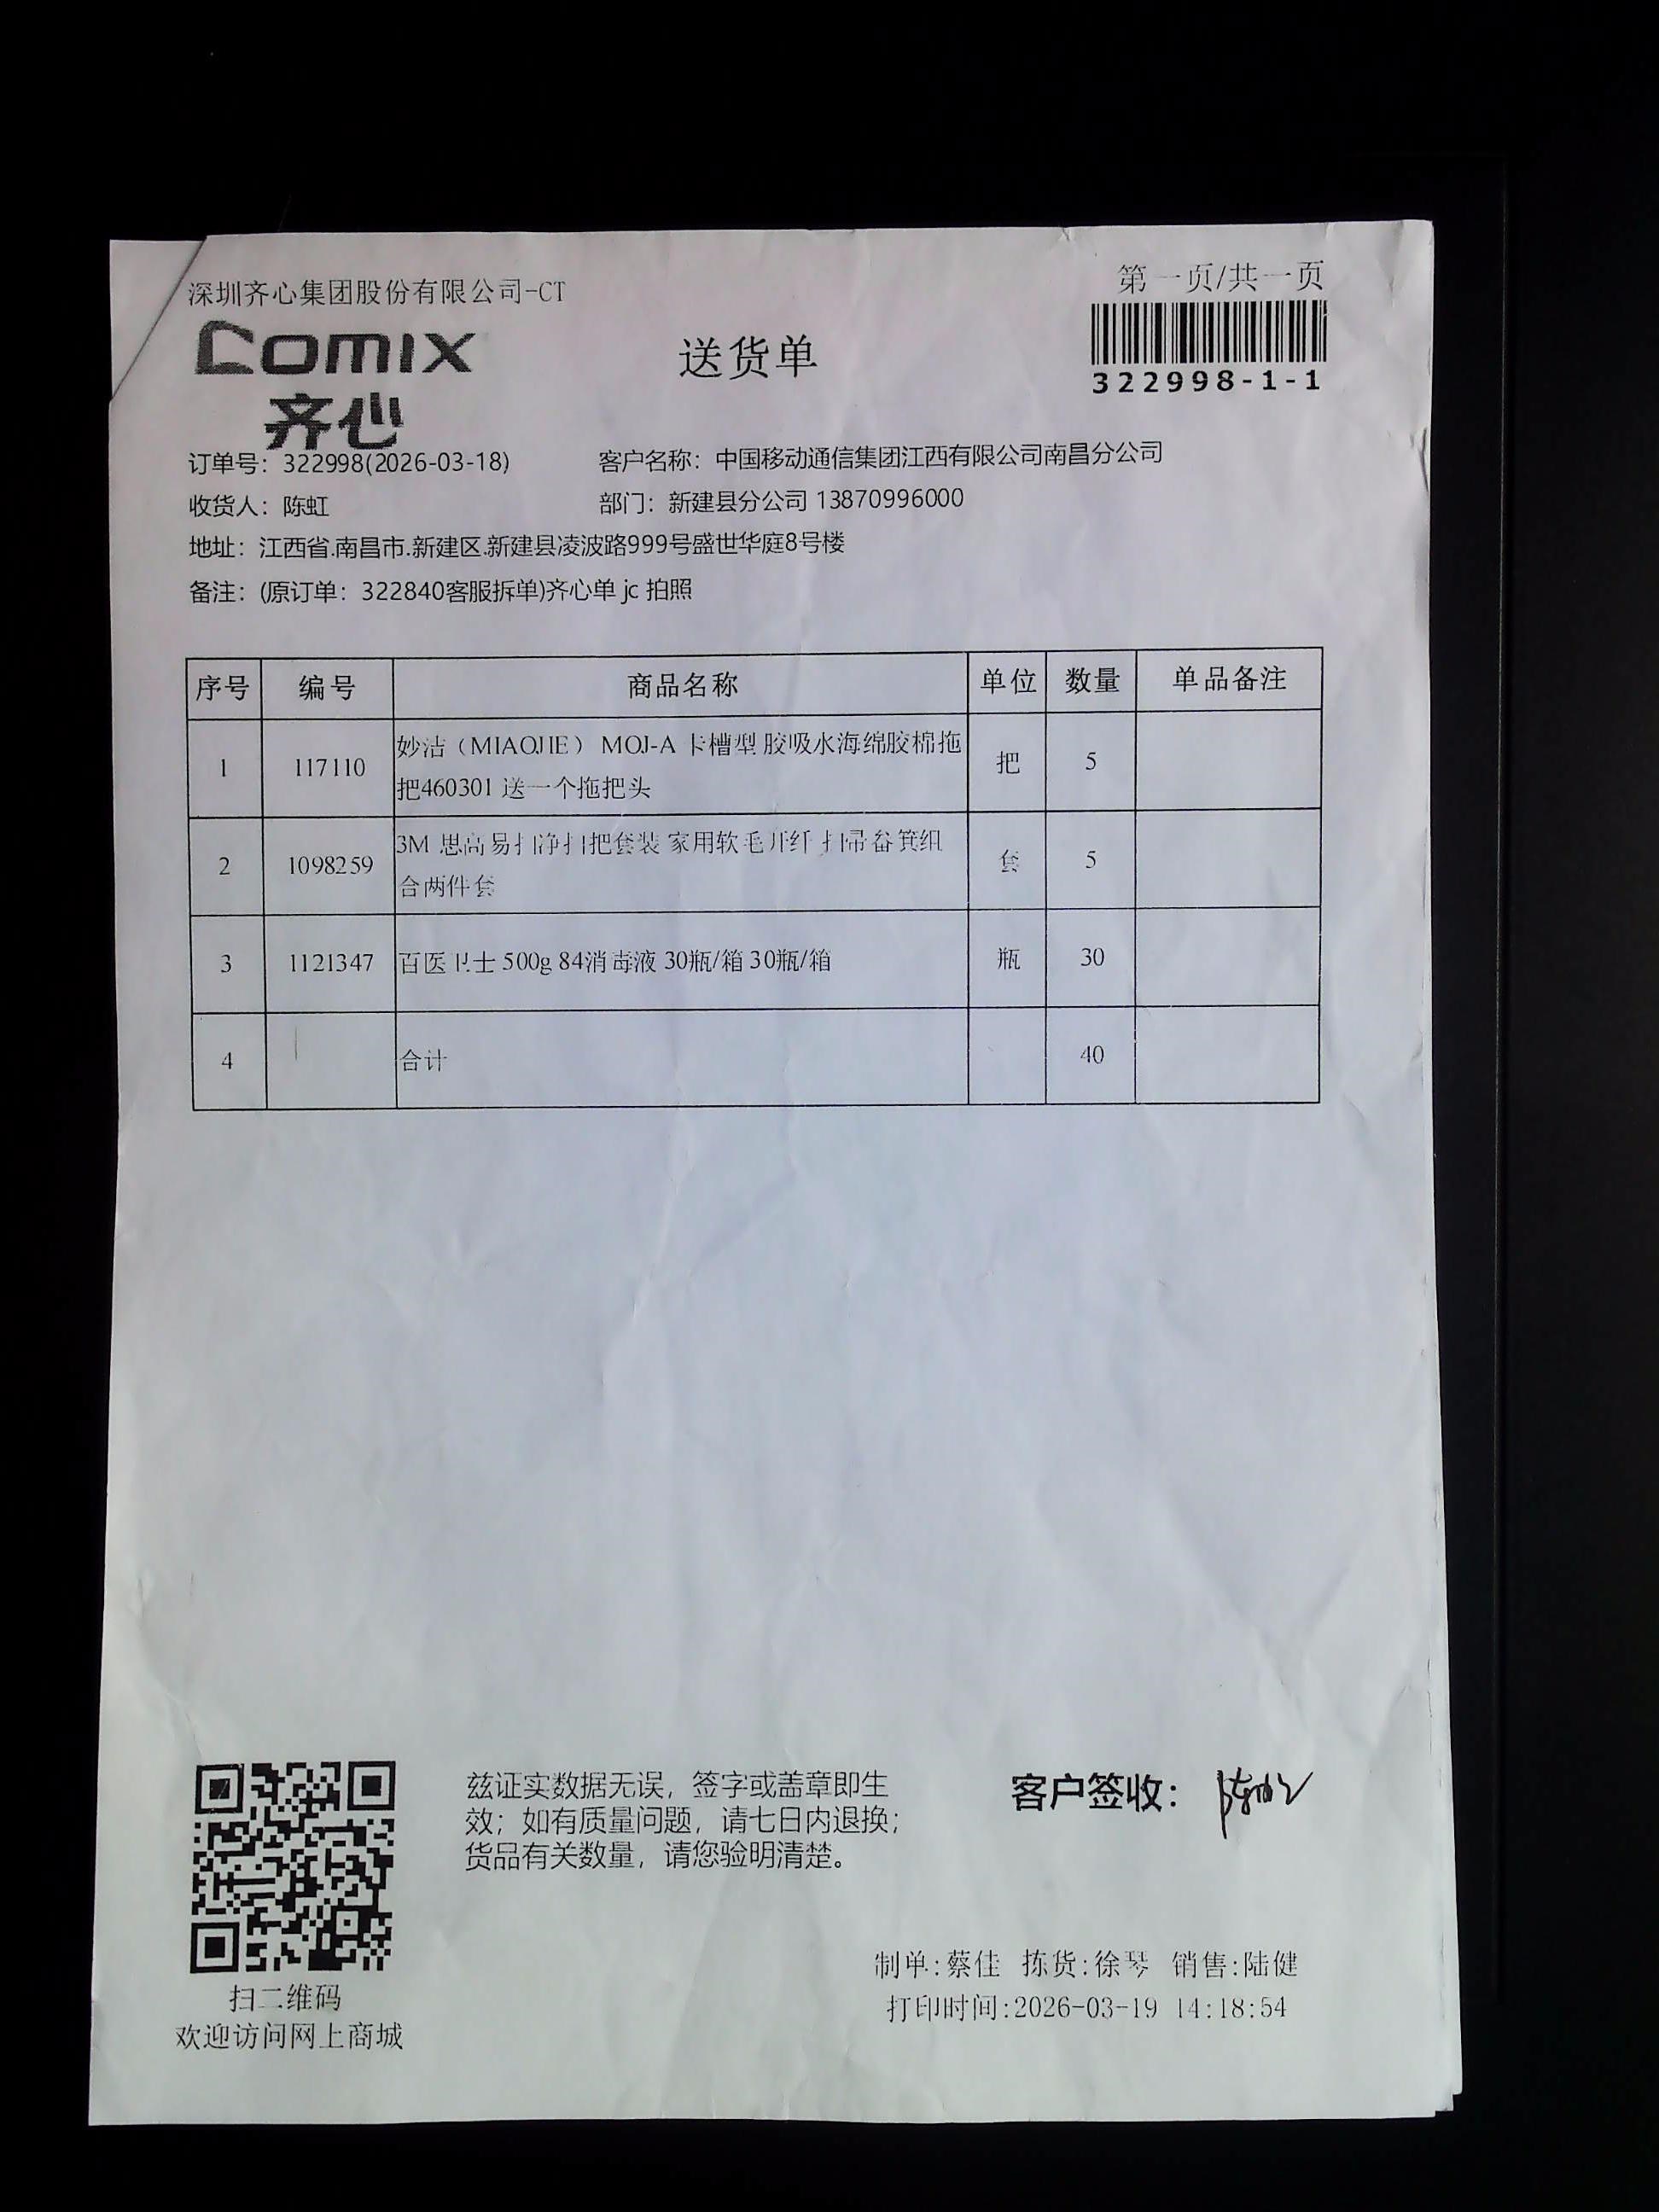 深圳齐心集团股份有限公司-CT
第一页/共一页
comix
齐心
送货单
322998-1-1
订单号：322998(2026-03-18)
客户名称：中国移动通信集团江西有限公司南昌分公司
收货人：陈虹
部门：新建县分公司 13870996000
地址：江西省.南昌市.新建区.新建县凌波路999号盛世华庭8号楼
备注：(原订单：322840客服拆单)齐心单 jc 拍照
序号 编号 商品名称 单位 数量 单品备注
1 117110 妙洁（MIAOJIE） MOJ-A 卡槽型 胶吸水海绵胶棉拖 把 5
把460301 送一个拖把头
2 1098259 3M 思高易扫净扫把套装 家用软毛开纤 扫帚畚箕组 套 5
合两件套
3 1121347 百医卫士 500g 84消毒液 30瓶/箱 30瓶/箱 瓶 30
4 合计 40
兹证实数据无误，签字或盖章即生
效；如有质量问题，请七日内退换；
货品有关数量，请您验明清楚。
客户签收：陈虹
扫二维码
欢迎访问网上商城
制单:蔡佳 拣货:徐琴 销售:陆健
打印时间:2026-03-19 14:18:54